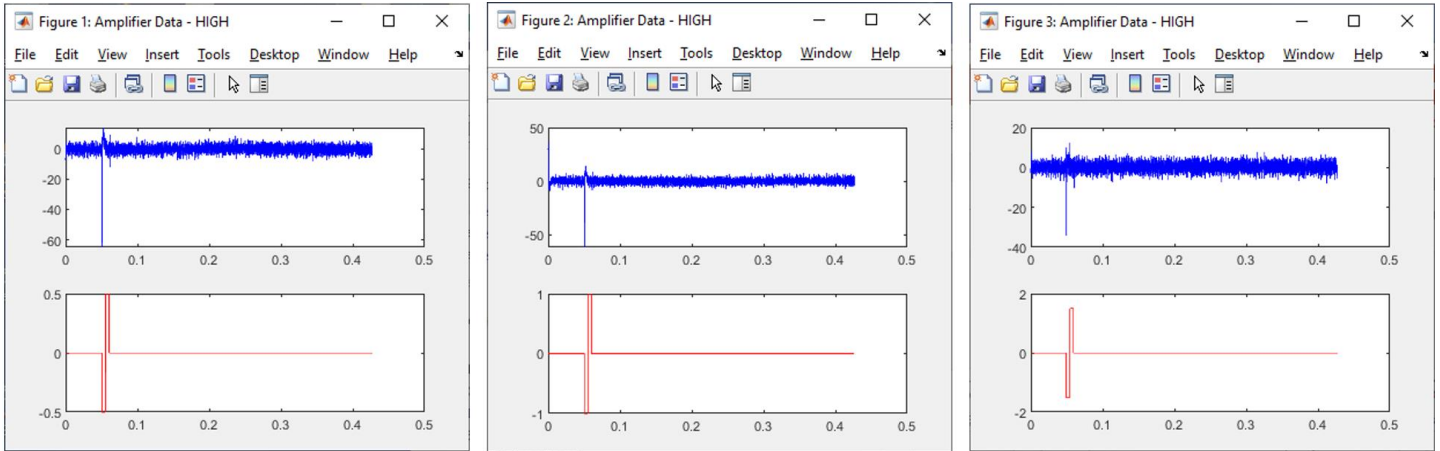 Figure 1: Amplifier Data - HIGH
File Edit View Insert Tools Desktop Window Help
0
-20
-40
-60
0 0.1 0.2 0.3 0.4 0.5
0.5
0
-0.5
0 0.1 0.2 0.3 0.4 0.5
Figure 2: Amplifier Data - HIGH
File Edit View Insert Tools Desktop Window Help
50
0
-50
0 0.1 0.2 0.3 0.4 0.5
1
0
-1
0 0.1 0.2 0.3 0.4 0.5
Figure 3: Amplifier Data - HIGH
File Edit View Insert Tools Desktop Window Help
20
0
-20
-40
0 0.1 0.2 0.3 0.4 0.5
2
0
-2
0 0.1 0.2 0.3 0.4 0.5